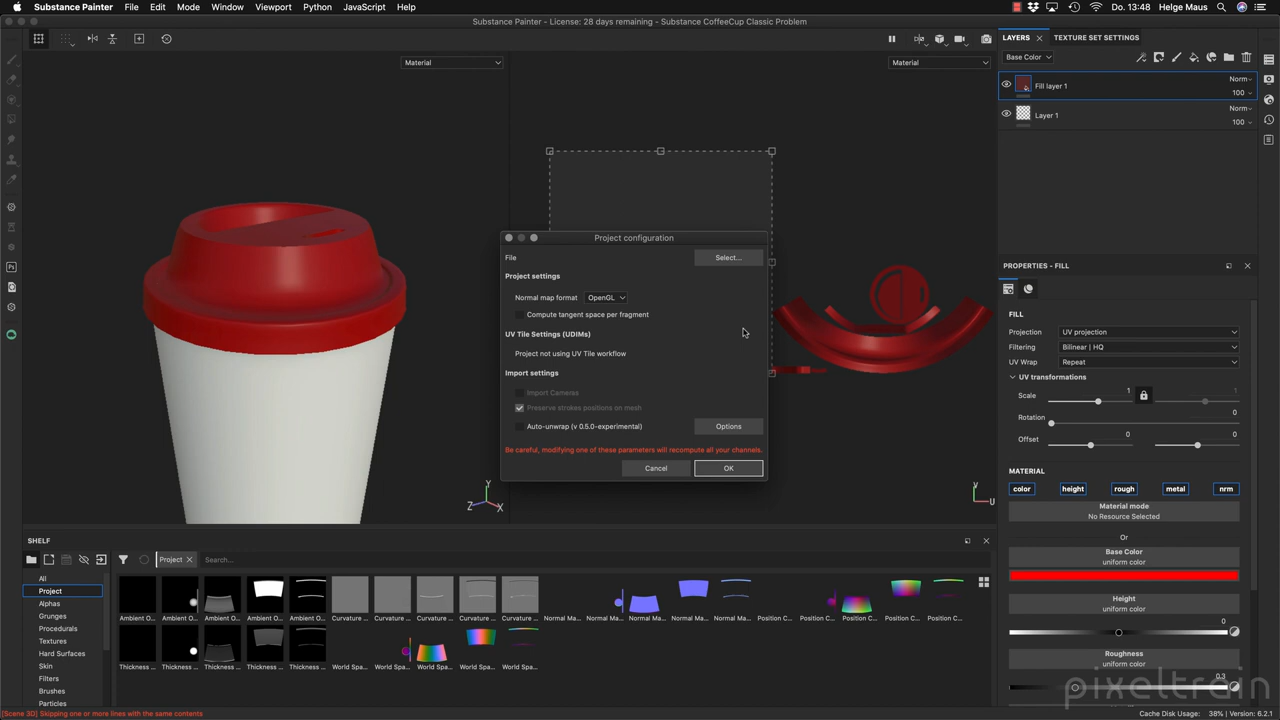 Substance Painter File Edit Mode Window Viewport Python JavaScript Help Do. 13:48 Helge Maus
Substance Painter - License: 28 days remaining - Substance CoffeeCup Classic Problem
Material
Material
LAYERS
TEXTURE SET SETTINGS
Base Color
Fill layer 1
Norm
100
Layer 1
Norm
100
Project configuration
File
Select...
Project settings
Normal map format
OpenGL
Compute tangent space per fragment
UV Tile Settings (UDIMs)
Project not using UV Tile workflow
Import settings
Import Cameras
Preserve strokes positions on mesh
Auto-unwrap (v 0.5.0-experimental)
Options
Be careful, modifying one of these parameters will recompute all your channels.
Cancel
OK
Y
Z
X
V
U
PROPERTIES - FILL
FILL
Projection
UV projection
Filtering
Bilinear | HQ
UV Wrap
Repeat
UV transformations
Scale
1
1
Rotation
0
Offset
0
0
MATERIAL
color
height
rough
metal
nrm
Material mode
No Resource Selected
Or
Base Color
uniform color
Height
uniform color
0
Roughness
uniform color
0.3
SHELF
Project
Search...
All
Project
Alphas
Grunges
Procedurals
Textures
Hard Surfaces
Skin
Filters
Brushes
Particles
Ambient O... Ambient O... Ambient O... Ambient O... Ambient O... Curvature ... Curvature ... Curvature ... Curvature ... Curvature ... Normal Ma... Normal Ma... Normal Ma... Normal Ma... Normal Ma... Position C... Position C... Position C... Position C... Position C...
Thickness ... Thickness ... Thickness ... Thickness ... Thickness ... World Spa... World Spa... World Spa... World Spa... World Spa...
pixeltrain
[Scene 3D] Skipping one or more lines with the same contents
Cache Disk Usage: 38% | Version: 6.2.1